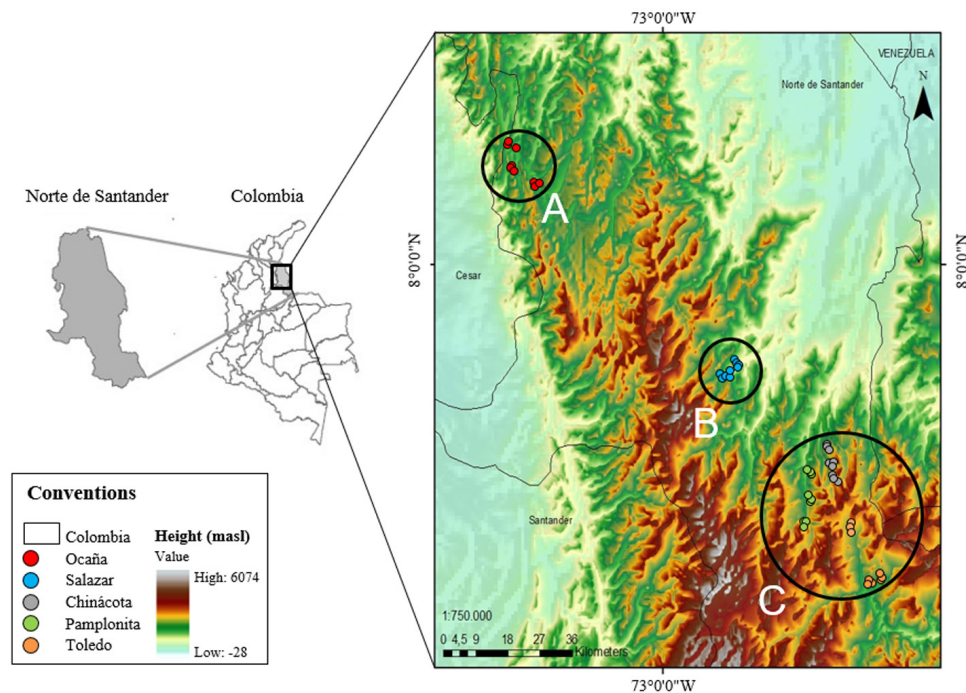 73°0'0"W
VENEZUELA
Norte de Santander
N
A
Norte de Santander
Colombia
8°0'0"N
8°0'0"N
Cesar
B
Conventions
Colombia
Ocaña
Salazar
Chinácota
Pamplonita
Toledo
Height (masl)
Value
High: 6074
Low: -28
Santander
C
1:750.000
0 4,5 9 18 27 36
Kilometers
73°0'0"W